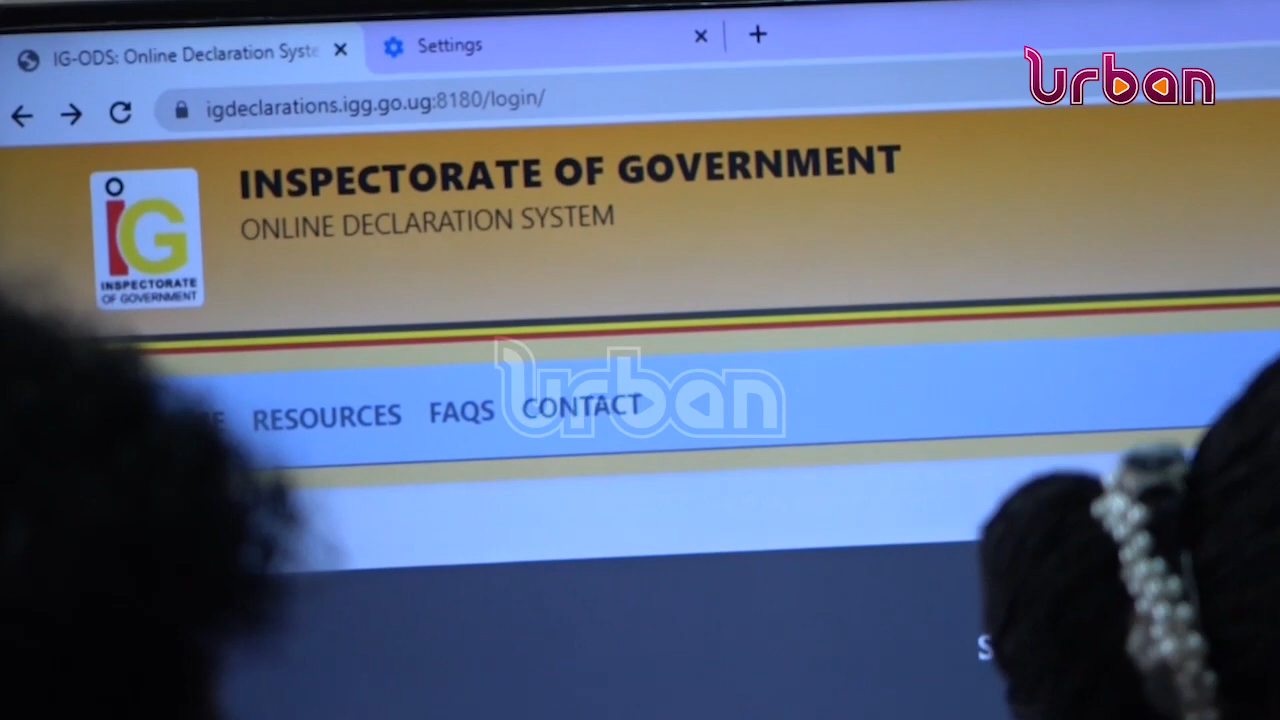 IG-ODS: Online Declaration Syste
Settings
igdeclarations.igg.go.ug:8180/login/
urban
INSPECTORATE OF GOVERNMENT
ONLINE DECLARATION SYSTEM
iG
INSPECTORATE
OF GOVERNMENT
RESOURCES FAQS CONTACT
urban